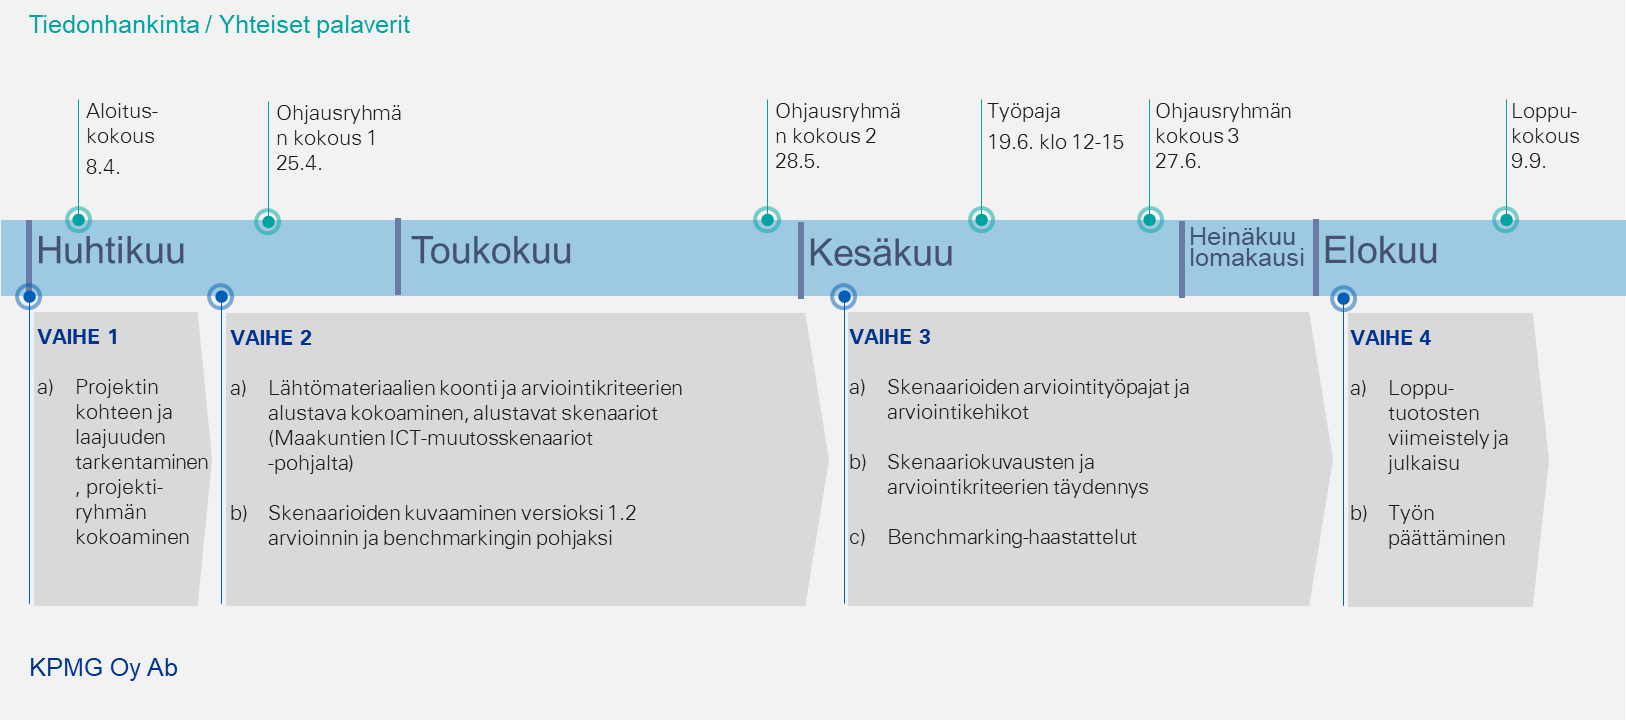 Tiedonhankinta / Yhteiset palaverit
Aloitus-
kokous
8.4.
Ohjausryhmä
n kokous 1
25.4.
Ohjausryhmä
n kokous 2
28.5.
Työpaja
19.6. klo 12-15
Ohjausryhmän
kokous 3
27.6.
Loppu-
kokous
9.9.
Huhtikuu
Toukokuu
Kesäkuu
Heinäkuu
lomakausi
Elokuu
VAIHE 1
a) Projektin
kohteen ja
laajuuden
tarkentaminen
, projekti-
ryhmän
kokoaminen
VAIHE 2
a) Lähtömateriaalien koonti ja arviointikriteerien
alustava kokoaminen, alustavat skenaariot
(Maakuntien ICT-muutosskenaariot
-pohjalta)
b) Skenaarioiden kuvaaminen versioksi 1.2
arvioinnin ja benchmarkingin pohjaksi
VAIHE 3
a) Skenaarioiden arviointityöpajat ja
arviointikehikot
b) Skenaariokuvausten ja
arviointikriteerien täydennys
c) Benchmarking-haastattelut
VAIHE 4
a) Loppu-
tuotosten
viimeistely ja
julkaisu
b) Työn
päättäminen
KPMG Oy Ab